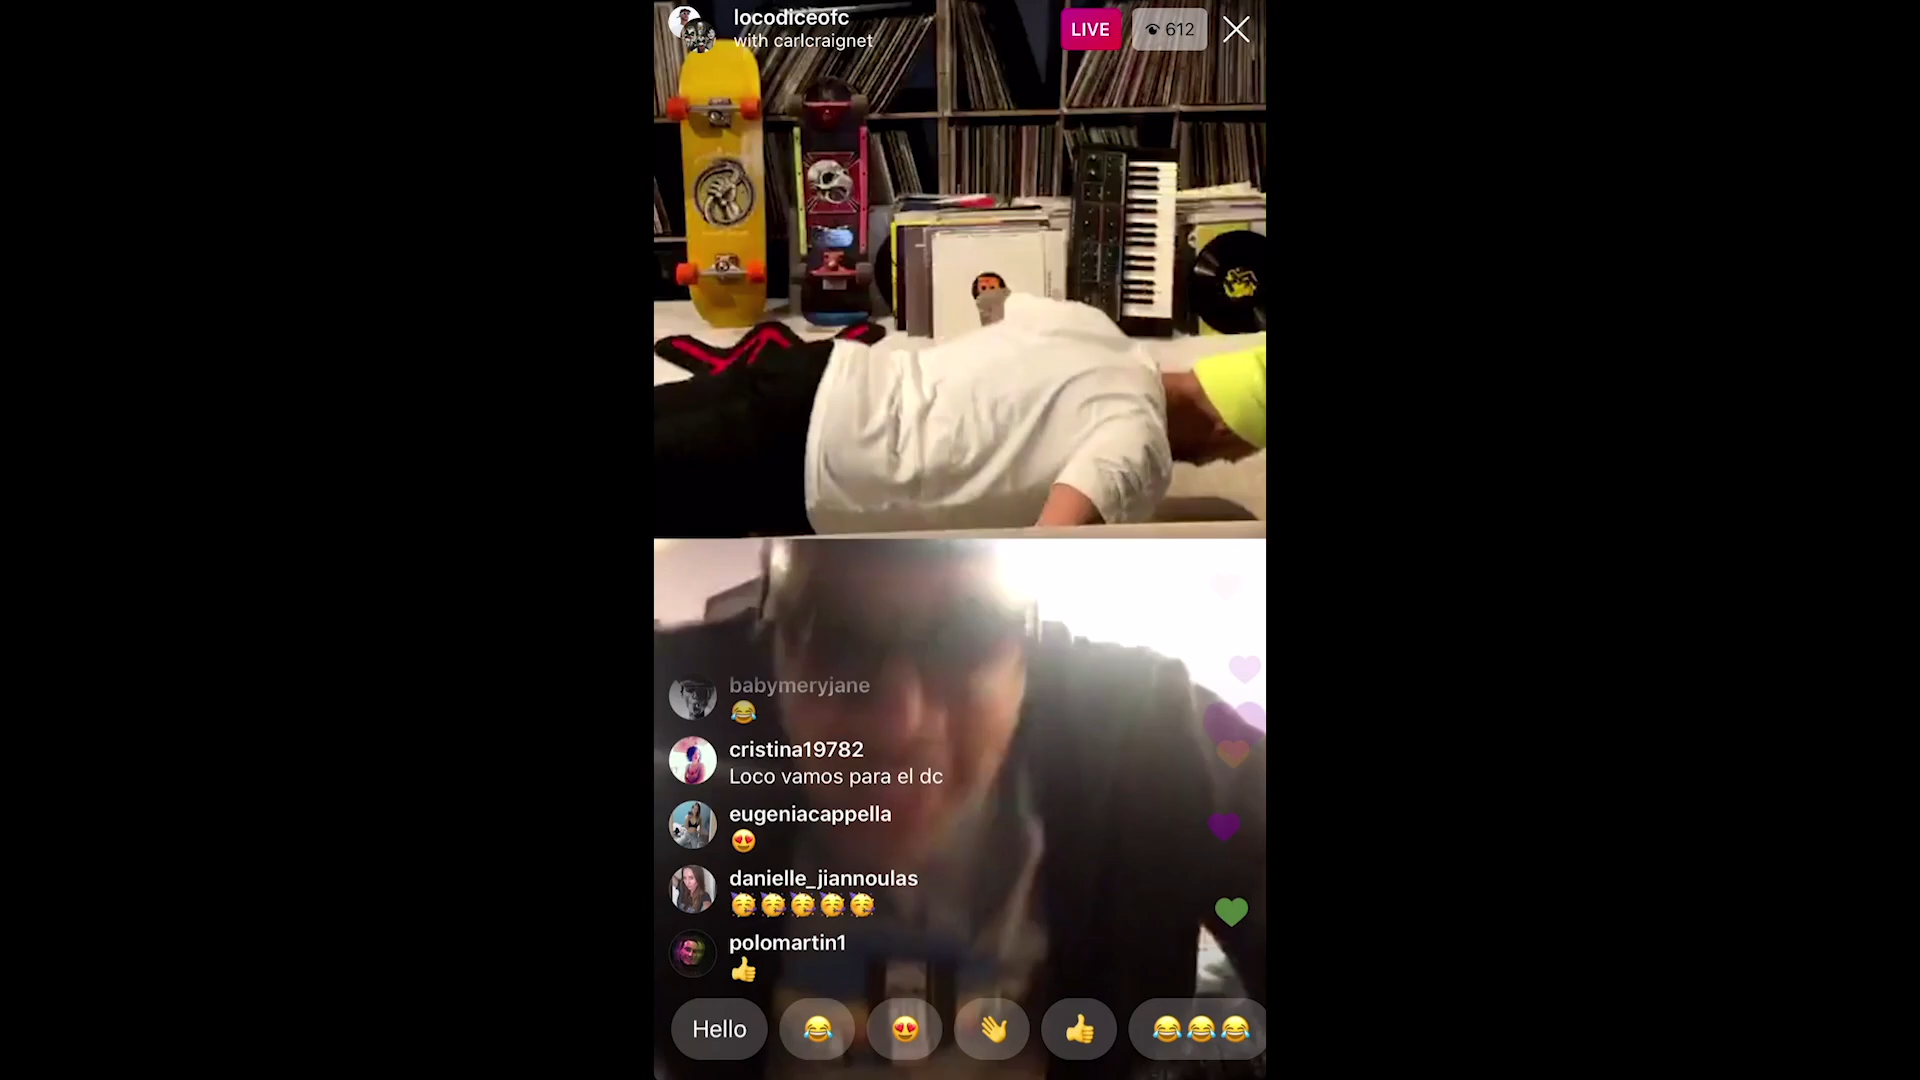 locodiceofc
with carlcraignet
LIVE
612
babymeryjane
😂
cristina19782
Loco vamos para el dc
eugeniacappella
😍
danielle_jiannoulas
🥳🥳🥳🥳🥳
polomartin1
👍
Hello 😂 😍 👋 👍 😂😂😂